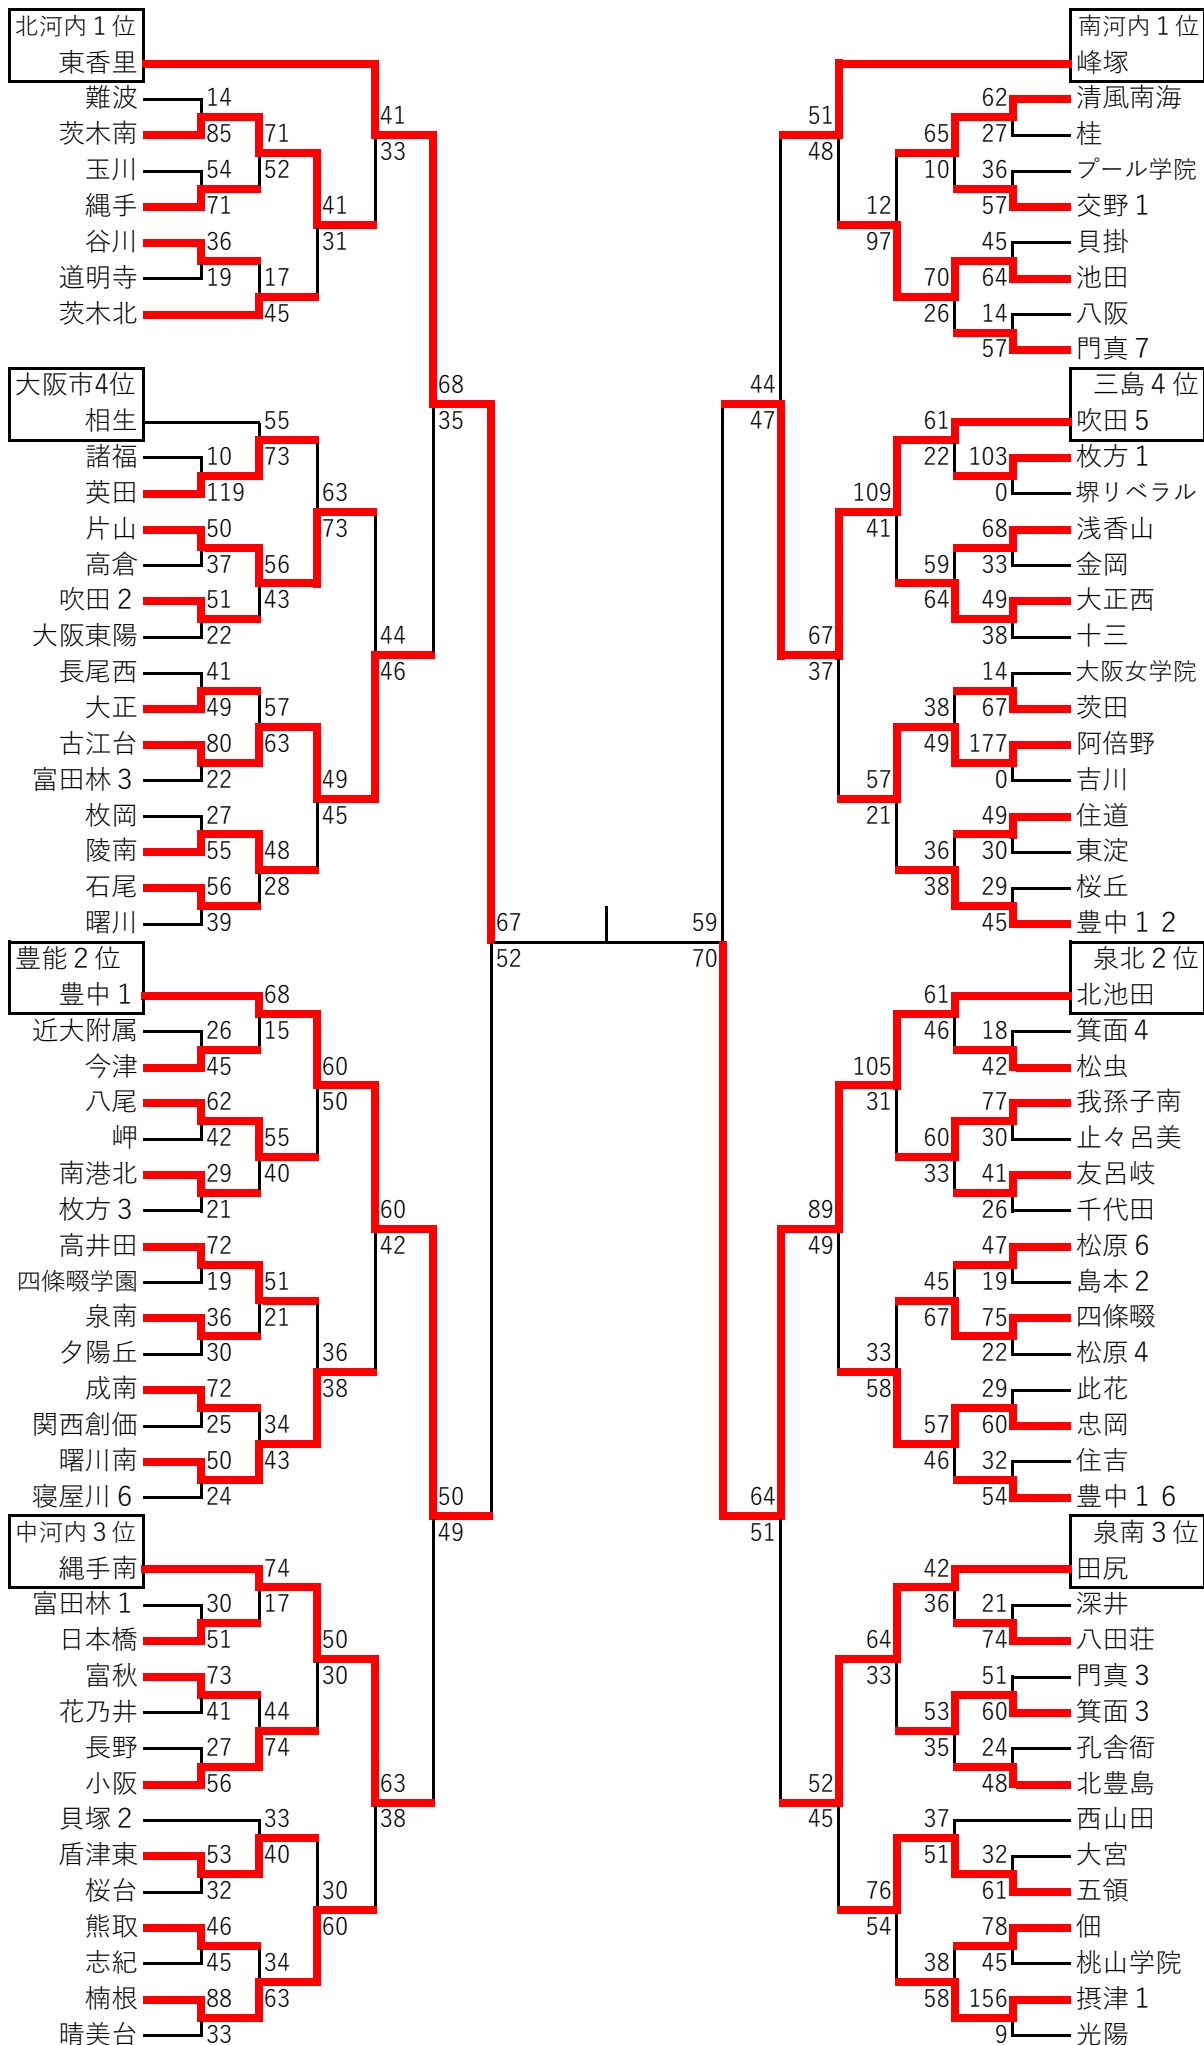 北河内１位
東香里
難波
茨木南
玉川
縄手
谷川
道明寺
茨木北
14
85
54
71
36
19
71
52
17
45
41
31
41
33
大阪市4位
相生
諸福
英田
片山
高倉
吹田２
大阪東陽
長尾西
大正
古江台
富田林３
枚岡
陵南
石尾
曙川
10
119
50
37
51
22
41
49
80
22
27
55
56
39
55
73
56
43
57
63
48
28
63
73
49
45
44
46
68
35
豊能２位
豊中１
近大附属
今津
八尾
岬
南港北
枚方３
高井田
四條畷学園
泉南
夕陽丘
成南
関西創価
曙川南
寝屋川６
26
45
62
42
29
21
72
19
36
30
72
25
50
24
68
15
55
40
51
21
34
43
60
50
36
38
60
42
中河内３位
縄手南
富田林１
日本橋
富秋
花乃井
長野
小阪
貝塚２
盾津東
桜台
熊取
志紀
楠根
晴美台
30
51
73
41
27
56
53
32
46
45
88
33
74
17
44
74
33
40
34
63
50
30
30
60
63
38
50
49
67
52
南河内１位
峰塚
清風南海
桂
プール学院
交野１
貝掛
池田
八阪
門真７
62
27
36
57
45
64
14
57
65
10
70
26
12
97
51
48
三島４位
吹田５
枚方１
堺リベラル
浅香山
金岡
大正西
十三
大阪女学院
茨田
阿倍野
吉川
住道
東淀
桜丘
豊中１２
103
0
68
33
49
38
14
67
177
0
49
30
29
45
61
22
59
64
38
49
36
38
109
41
57
21
67
37
44
47
泉北２位
北池田
箕面４
松虫
我孫子南
止々呂美
友呂岐
千代田
松原６
島本２
四條畷
松原４
此花
忠岡
住吉
豊中１６
18
42
77
30
41
26
47
19
75
22
29
60
32
54
61
46
60
33
45
67
57
46
105
31
33
58
89
49
泉南３位
田尻
深井
八田荘
門真３
箕面３
孔舎衙
北豊島
西山田
大宮
五領
佃
桃山学院
摂津１
光陽
21
74
51
60
24
48
32
61
78
45
156
9
42
36
53
35
37
51
38
58
64
33
76
54
52
45
64
51
59
70